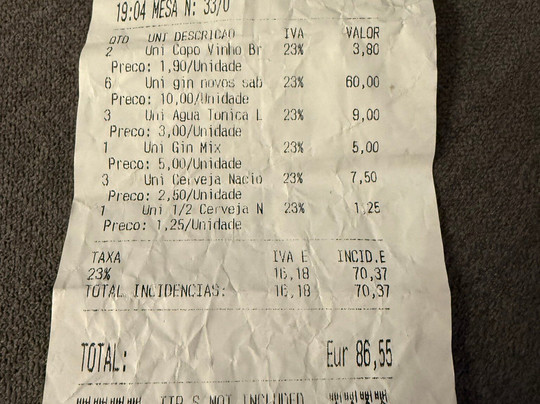 19:04 MESA N: 33/0
QTD UNI DESCRICAO IVA VALOR
2 Uni Copo Vinho Br 23% 3,80
Preco: 1,90/Unidade
6 Uni gin novos sab 23% 60,00
Preco: 10,00/Unidade
3 Uni Agua Tonica L 23% 9,00
Preco: 3,00/Unidade
1 Uni Gin Mix 23% 5,00
Preco: 5,00/Unidade
3 Uni Cerveja Nacio 23% 7,50
Preco: 2,50/Unidade
1 Uni 1/2 Cerveja N 23% 1,25
Preco: 1,25/Unidade
TAXA IVA E INCID.E
23% 16,18 70,37
TOTAL INCIDENCIAS: 16,18 70,37
TOTAL: Eur 86,55
TIP S NOT INCLUDED